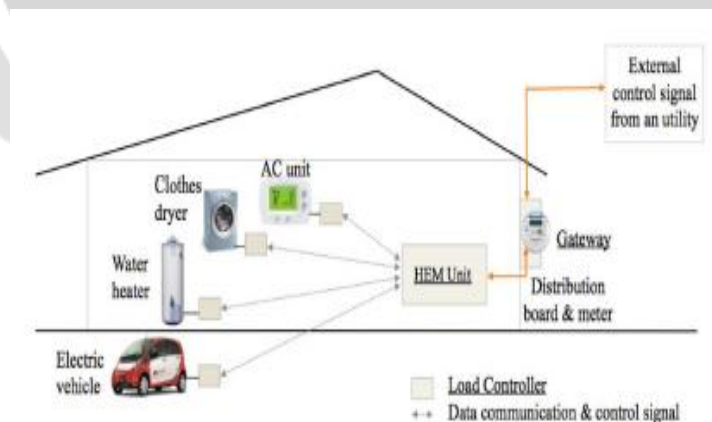 External
control signal
from an utility
AC unit
Clothes
dryer
Gateway
Water
heater
HEM Unit
Distribution
board & meter
Electric
vehicle
Load Controller
Data communication & control signal